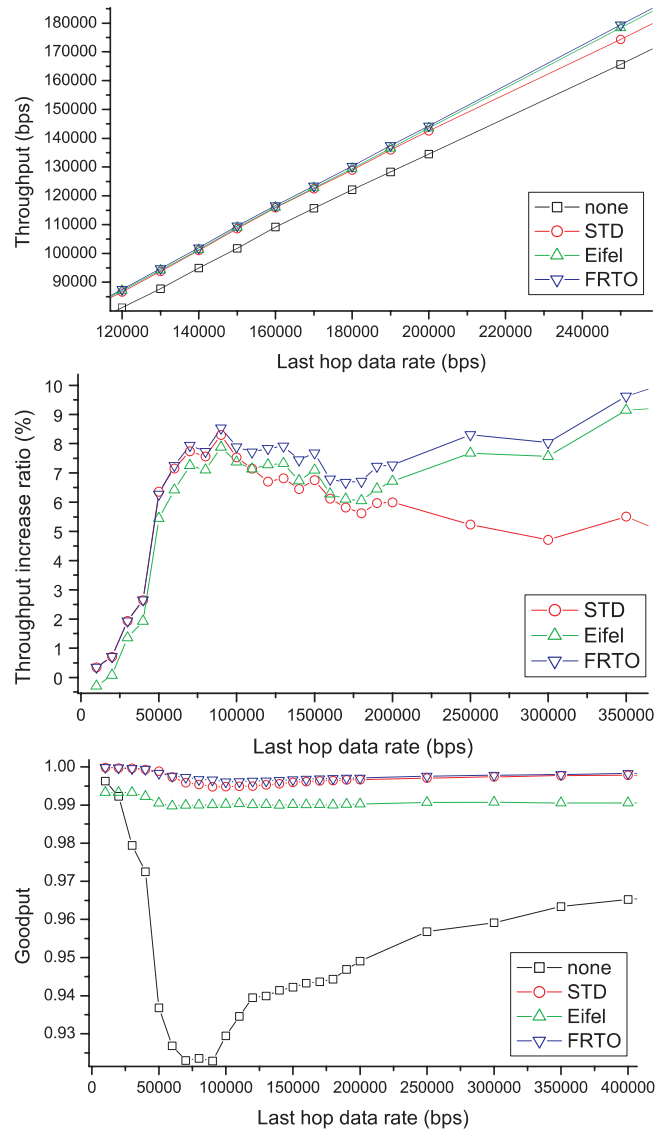 180000
170000
160000
150000
140000
130000
120000
110000
100000
90000
Throughput (bps)
none
STD
Eifel
FRTO
120000 140000 160000 180000 200000 220000 240000
Last hop data rate (bps)
10
9
8
7
6
5
4
3
2
1
0
Throughput increase ratio (%)
STD
Eifel
FRTO
0 50000 100000 150000 200000 250000 300000 350000
Last hop data rate (bps)
1.00
0.99
0.98
0.97
0.96
0.95
0.94
0.93
Goodput
none
STD
Eifel
FRTO
0 50000 100000 150000 200000 250000 300000 350000 400000
Last hop data rate (bps)